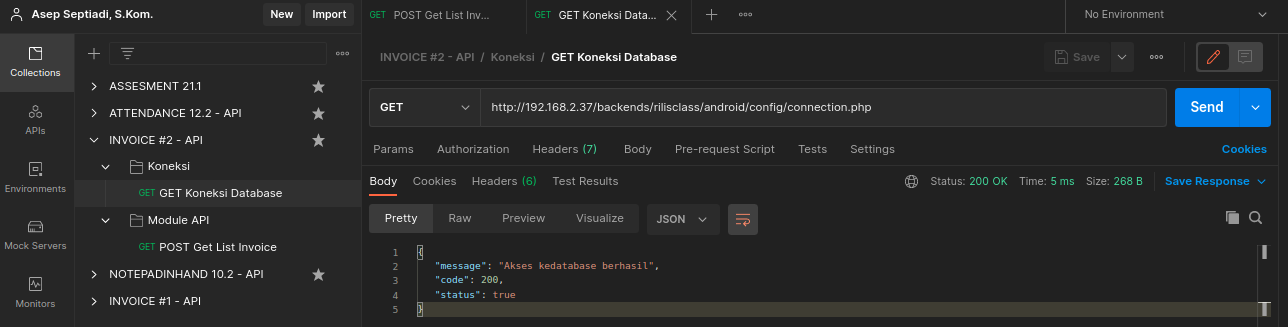 Asep Septiadi, S.Kom.
New
Import
POST Get List Inv...
GET Koneksi Data...
No Environment
Collections
APIs
Environments
Mock Servers
Monitors
ASSESMENT 21.1
ATTENDANCE 12.2 - API
INVOICE #2 - API
Koneksi
GET GET Koneksi Database
Module API
GET POST Get List Invoice
NOTEPADINHAND 10.2 - API
INVOICE #1 - API
INVOICE #2 - API / Koneksi / GET Koneksi Database
Save
GET
http://192.168.2.37/backends/rilisclass/android/config/connection.php
Send
Params Authorization Headers (7) Body Pre-request Script Tests Settings Cookies
Body Cookies Headers (6) Test Results
Status: 200 OK Time: 5 ms Size: 268 B Save Response
Pretty Raw Preview Visualize JSON
1 {
2 "message": "Akses kedatabase berhasil",
3 "code": 200,
4 "status": true
5 }